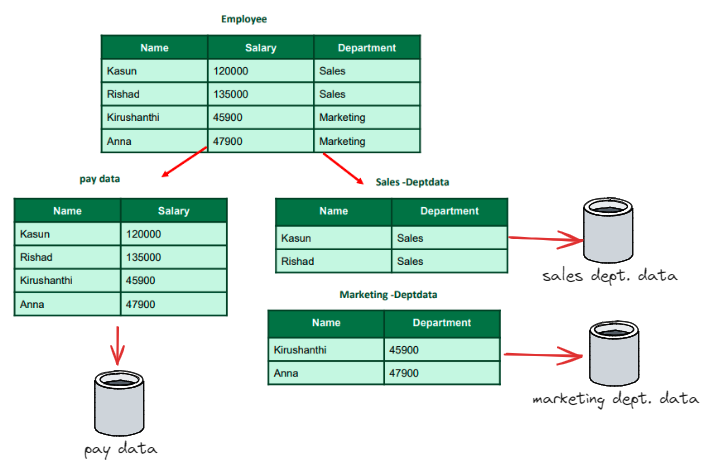 Employee
Name Salary Department
Kasun 120000 Sales
Rishad 135000 Sales
Kirushanthi 45900 Marketing
Anna 47900 Marketing
pay data
Name Salary
Kasun 120000
Rishad 135000
Kirushanthi 45900
Anna 47900
pay data
Sales -Deptdata
Name Department
Kasun Sales
Rishad Sales
sales dept. data
Marketing -Deptdata
Name Department
Kirushanthi 45900
Anna 47900
marketing dept. data